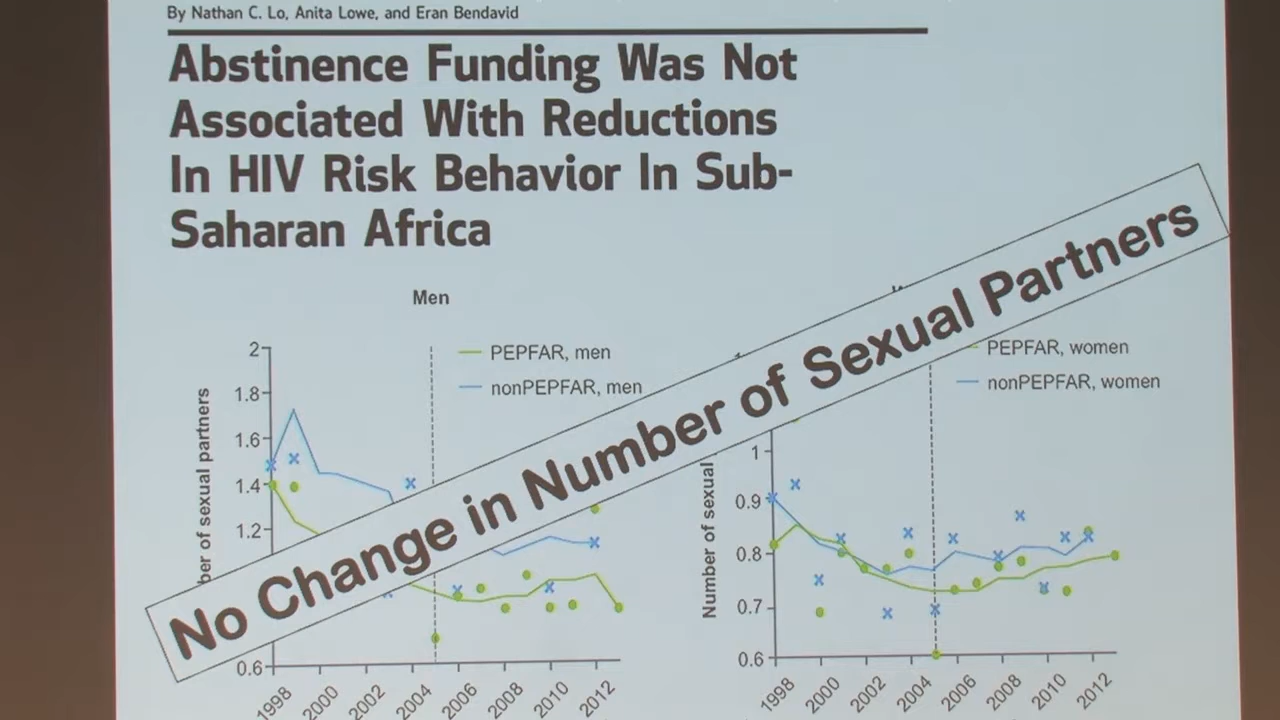 By Nathan C. Lo, Anita Lowe, and Eran Bendavid
Abstinence Funding Was Not
Associated With Reductions
In HIV Risk Behavior In Sub-
Saharan Africa
No Change in Number of Sexual Partners
Men
PEPFAR, men
nonPEPFAR, men
ber of sexual partners
2
1.8
1.6
1.4
1.2
0.6
1998
2000
2002
2004
2006
2008
2010
2012
PEPFAR, women
nonPEPFAR, women
Number of sexual
1
0.9
0.8
0.7
0.6
1998
2000
2002
2004
2006
2008
2010
2012